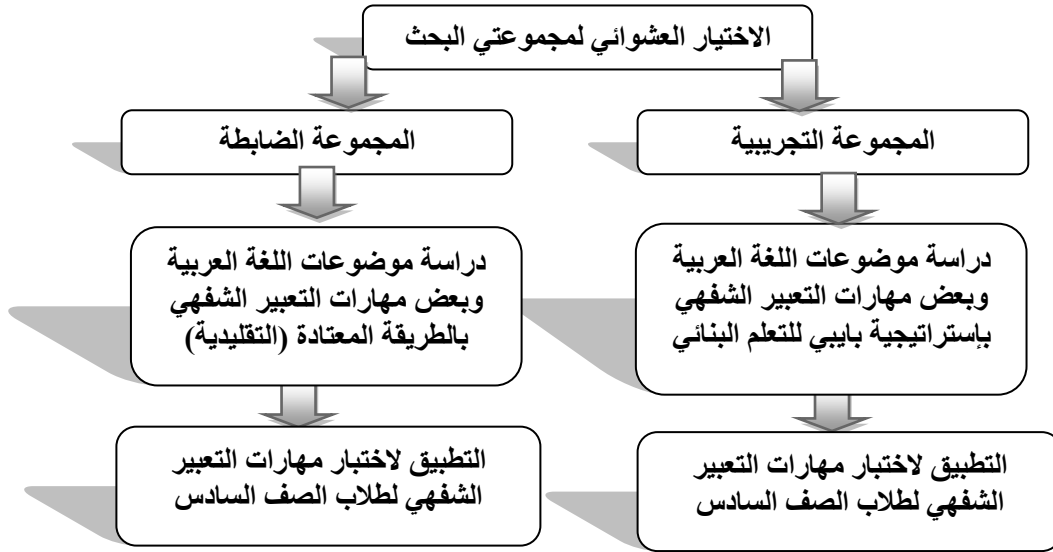 الاختيار العشوائي لمجموعتي البحث
المجموعة التجريبية
المجموعة الضابطة
دراسة موضوعات اللغة العربية
وبعض مهارات التعبير الشفهي
بإستراتيجية بايبي للتعلم البنائي
دراسة موضوعات اللغة العربية
وبعض مهارات التعبير الشفهي
بالطريقة المعتادة (التقليدية)
التطبيق لاختبار مهارات التعبير
الشفهي لطلاب الصف السادس
التطبيق لاختبار مهارات التعبير
الشفهي لطلاب الصف السادس